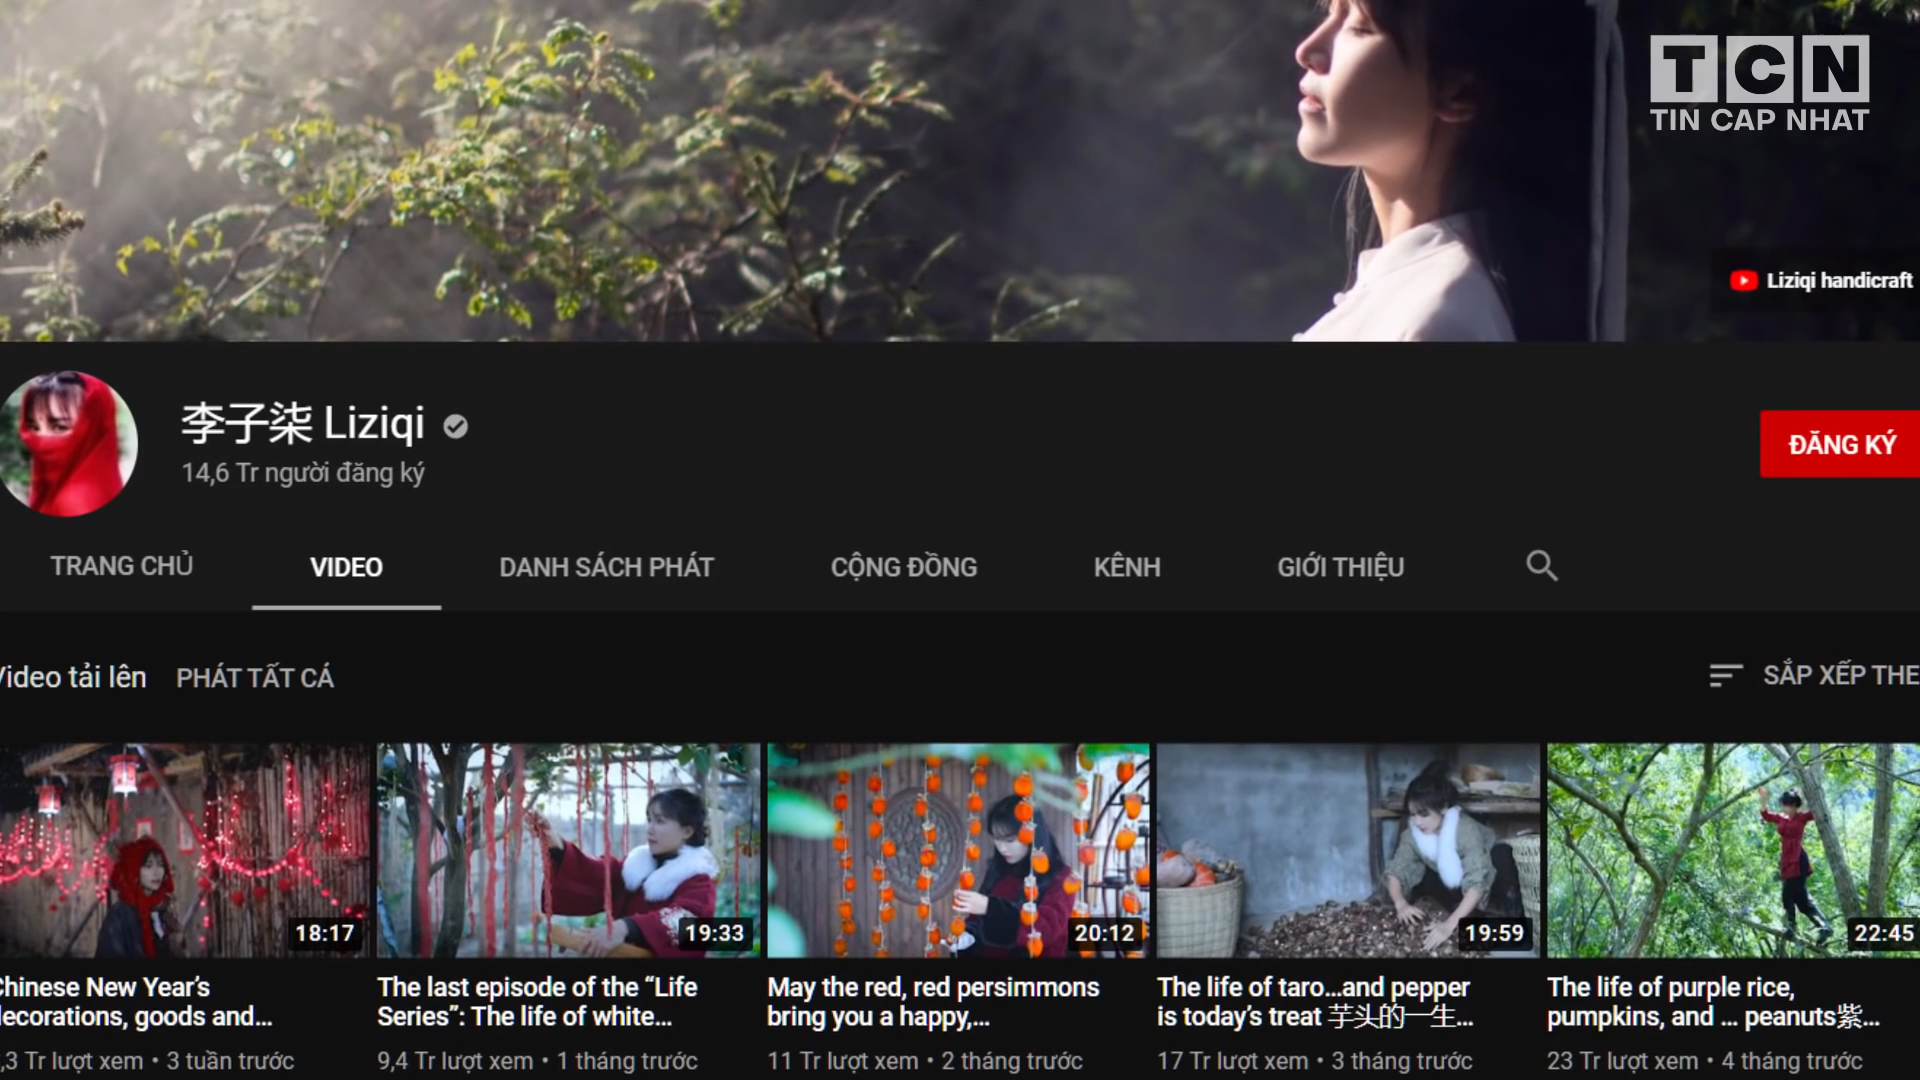 TCN
TIN CAP NHAT
Liziqi handicraft
李子柒 Liziqi
14,6 Tr người đăng ký
ĐĂNG KÝ
TRANG CHỦ
VIDEO
DANH SÁCH PHÁT
CỘNG ĐỒNG
KÊNH
GIỚI THIỆU
Video tải lên
PHÁT TẤT CẢ
SẮP XẾP THE
18:17
19:33
20:12
19:59
22:45
Chinese New Year's
decorations, goods and...
,3 Tr lượt xem • 3 tuần trước
The last episode of the “Life
Series”: The life of white...
9,4 Tr lượt xem • 1 tháng trước
May the red, red persimmons
bring you a happy,...
11 Tr lượt xem • 2 tháng trước
The life of taro...and pepper
is today’s treat 芋头的一生...
17 Tr lượt xem • 3 tháng trước
The life of purple rice,
pumpkins, and ... peanuts紫...
23 Tr lượt xem • 4 tháng trước